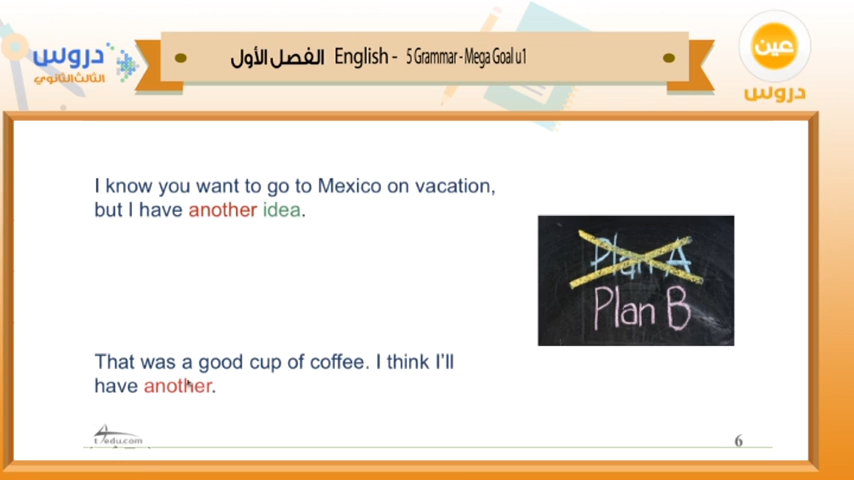 دروس
الثالث الثانوي
الفصل الأول English - 5 Grammar - Mega Goal u1
عين
دروس
I know you want to go to Mexico on vacation,
but I have another idea.
Plan A
Plan B
That was a good cup of coffee. I think I'll
have another.
t4edu.com
6